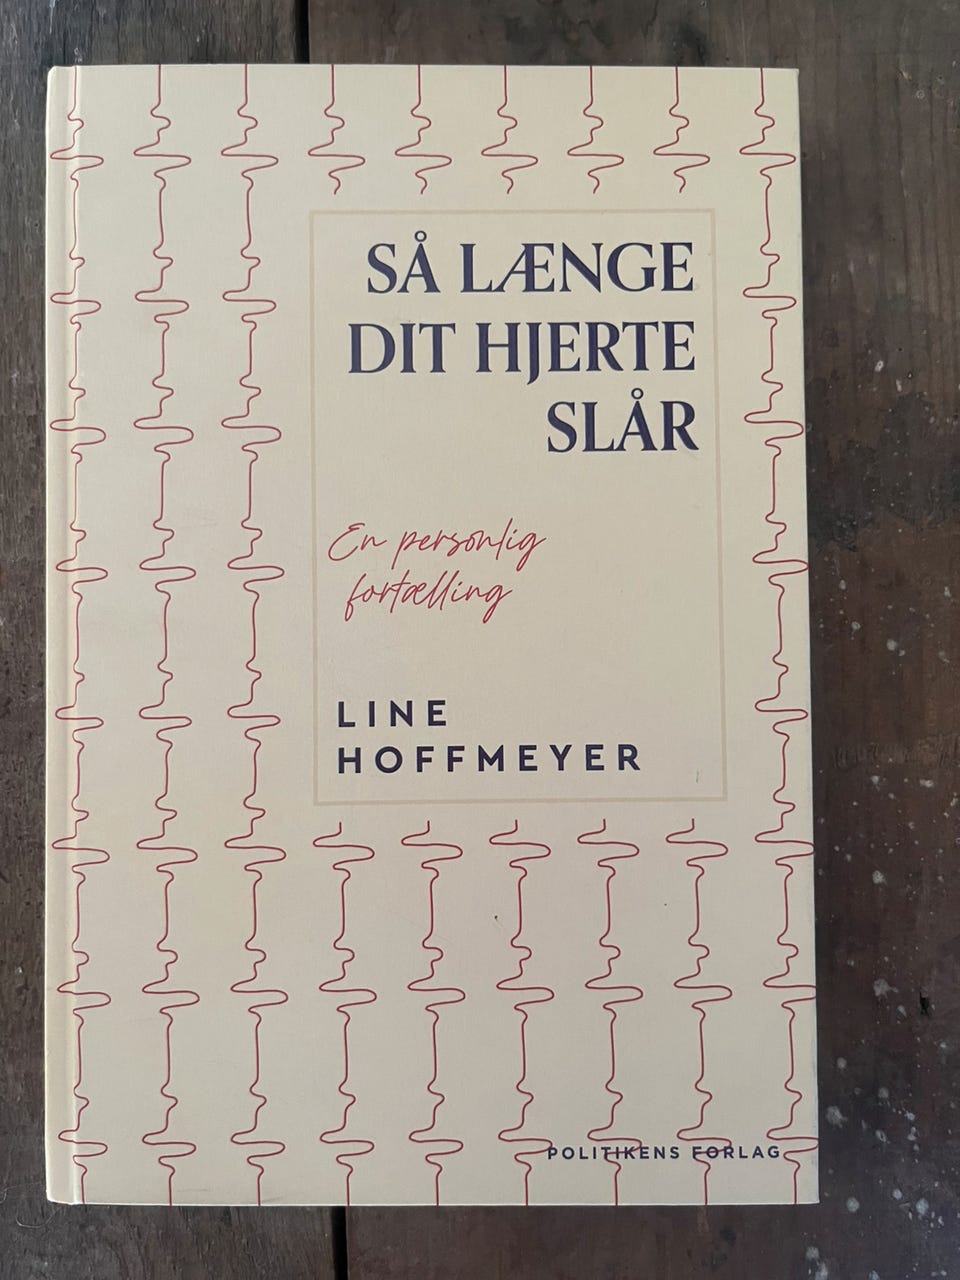 SÅ LÆNGE
DIT HJERTE
SLÅR
En personlig
fortælling
LINE
HOFFMEYER
POLITIKENS FORLAG